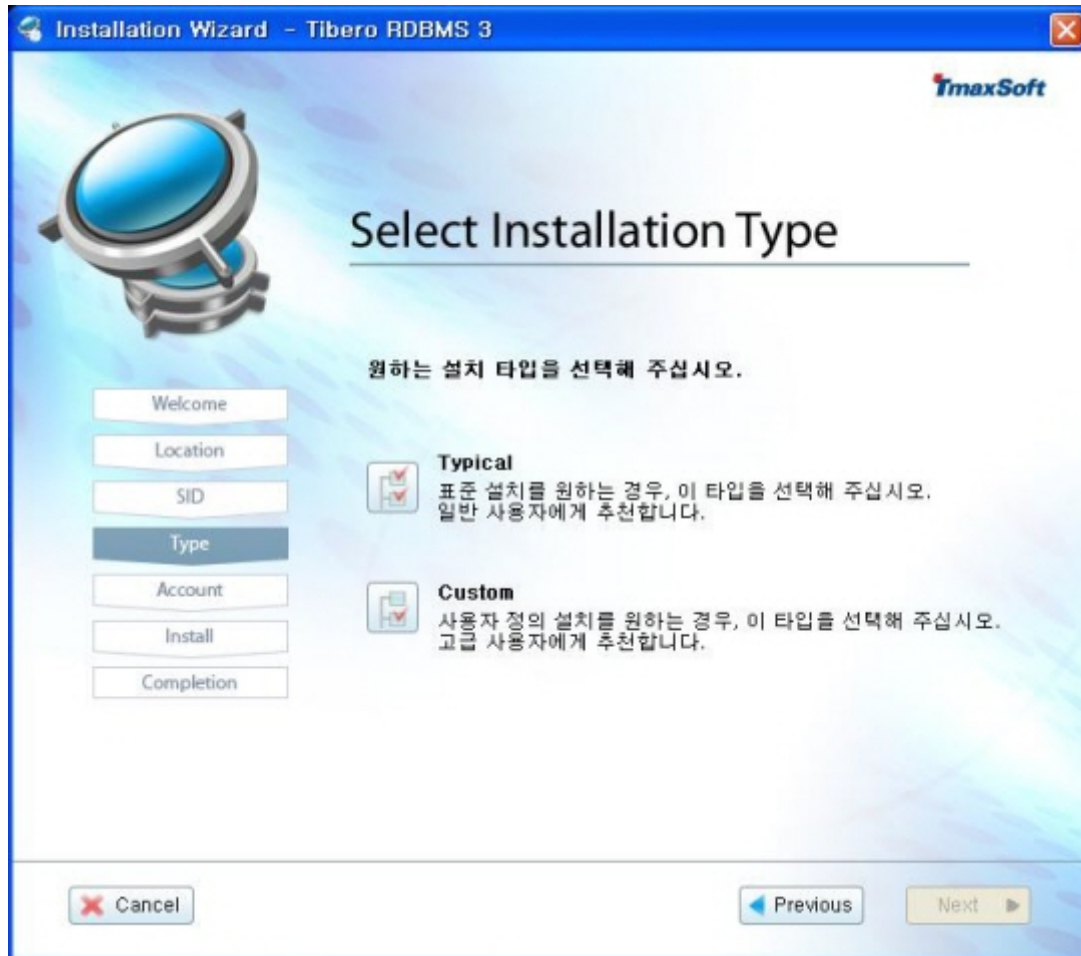 Installation Wizard - Tibero RDBMS 3
TmaxSoft
Select Installation Type
원하는 설치 타입을 선택해 주십시오.
Welcome
Location
SID
Type
Account
Install
Completion
Typical
표준 설치를 원하는 경우, 이 타입을 선택해 주십시오.
일반 사용자에게 추천합니다.
Custom
사용자 정의 설치를 원하는 경우, 이 타입을 선택해 주십시오.
고급 사용자에게 추천합니다.
Cancel
Previous
Next